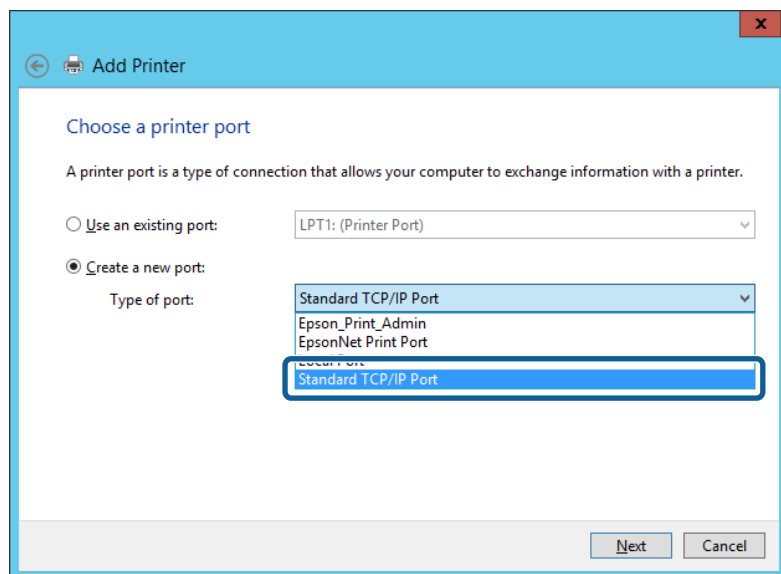 x
Add Printer
Choose a printer port
A printer port is a type of connection that allows your computer to exchange information with a printer.
Use an existing port: LPT1: (Printer Port)
Create a new port:
Type of port: Standard TCP/IP Port
Epson_Print_Admin
EpsonNet Print Port
Local Port
Standard TCP/IP Port
Next Cancel